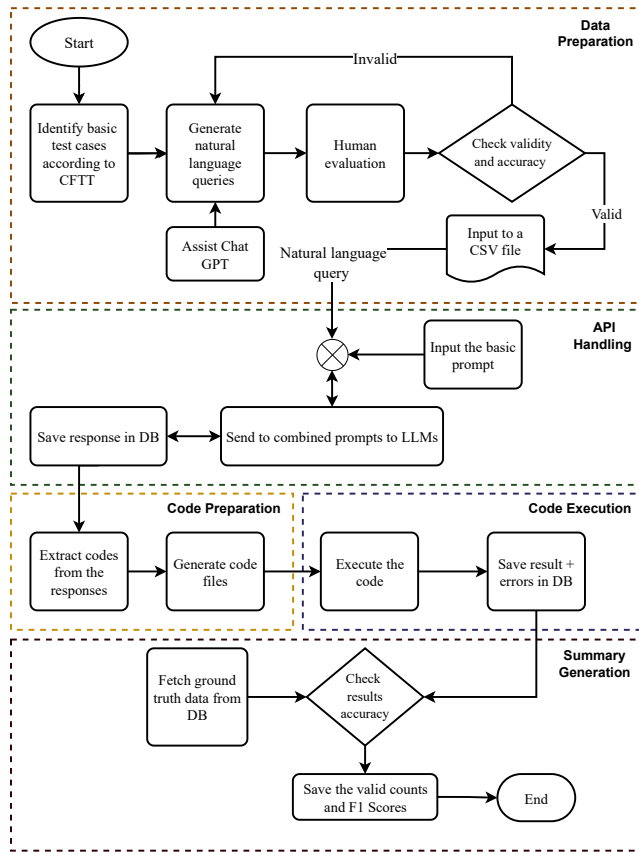 Data
Preparation
Start
Invalid
Identify basic
test cases
according to
CFTT
Generate
natural
language
queries
Human
evaluation
Check validity
and accuracy
Valid
Assist Chat
GPT
Input to a
CSV file
Natural language
query
API
Handling
Input the basic
prompt
Save response in DB
Send to combined prompts to LLMs
Code Preparation
Code Execution
Extract codes
from the
responses
Generate code
files
Execute the
code
Save result +
errors in DB
Summary
Generation
Fetch ground
truth data from
DB
Check
results
accuracy
Save the valid counts
and F1 Scores
End